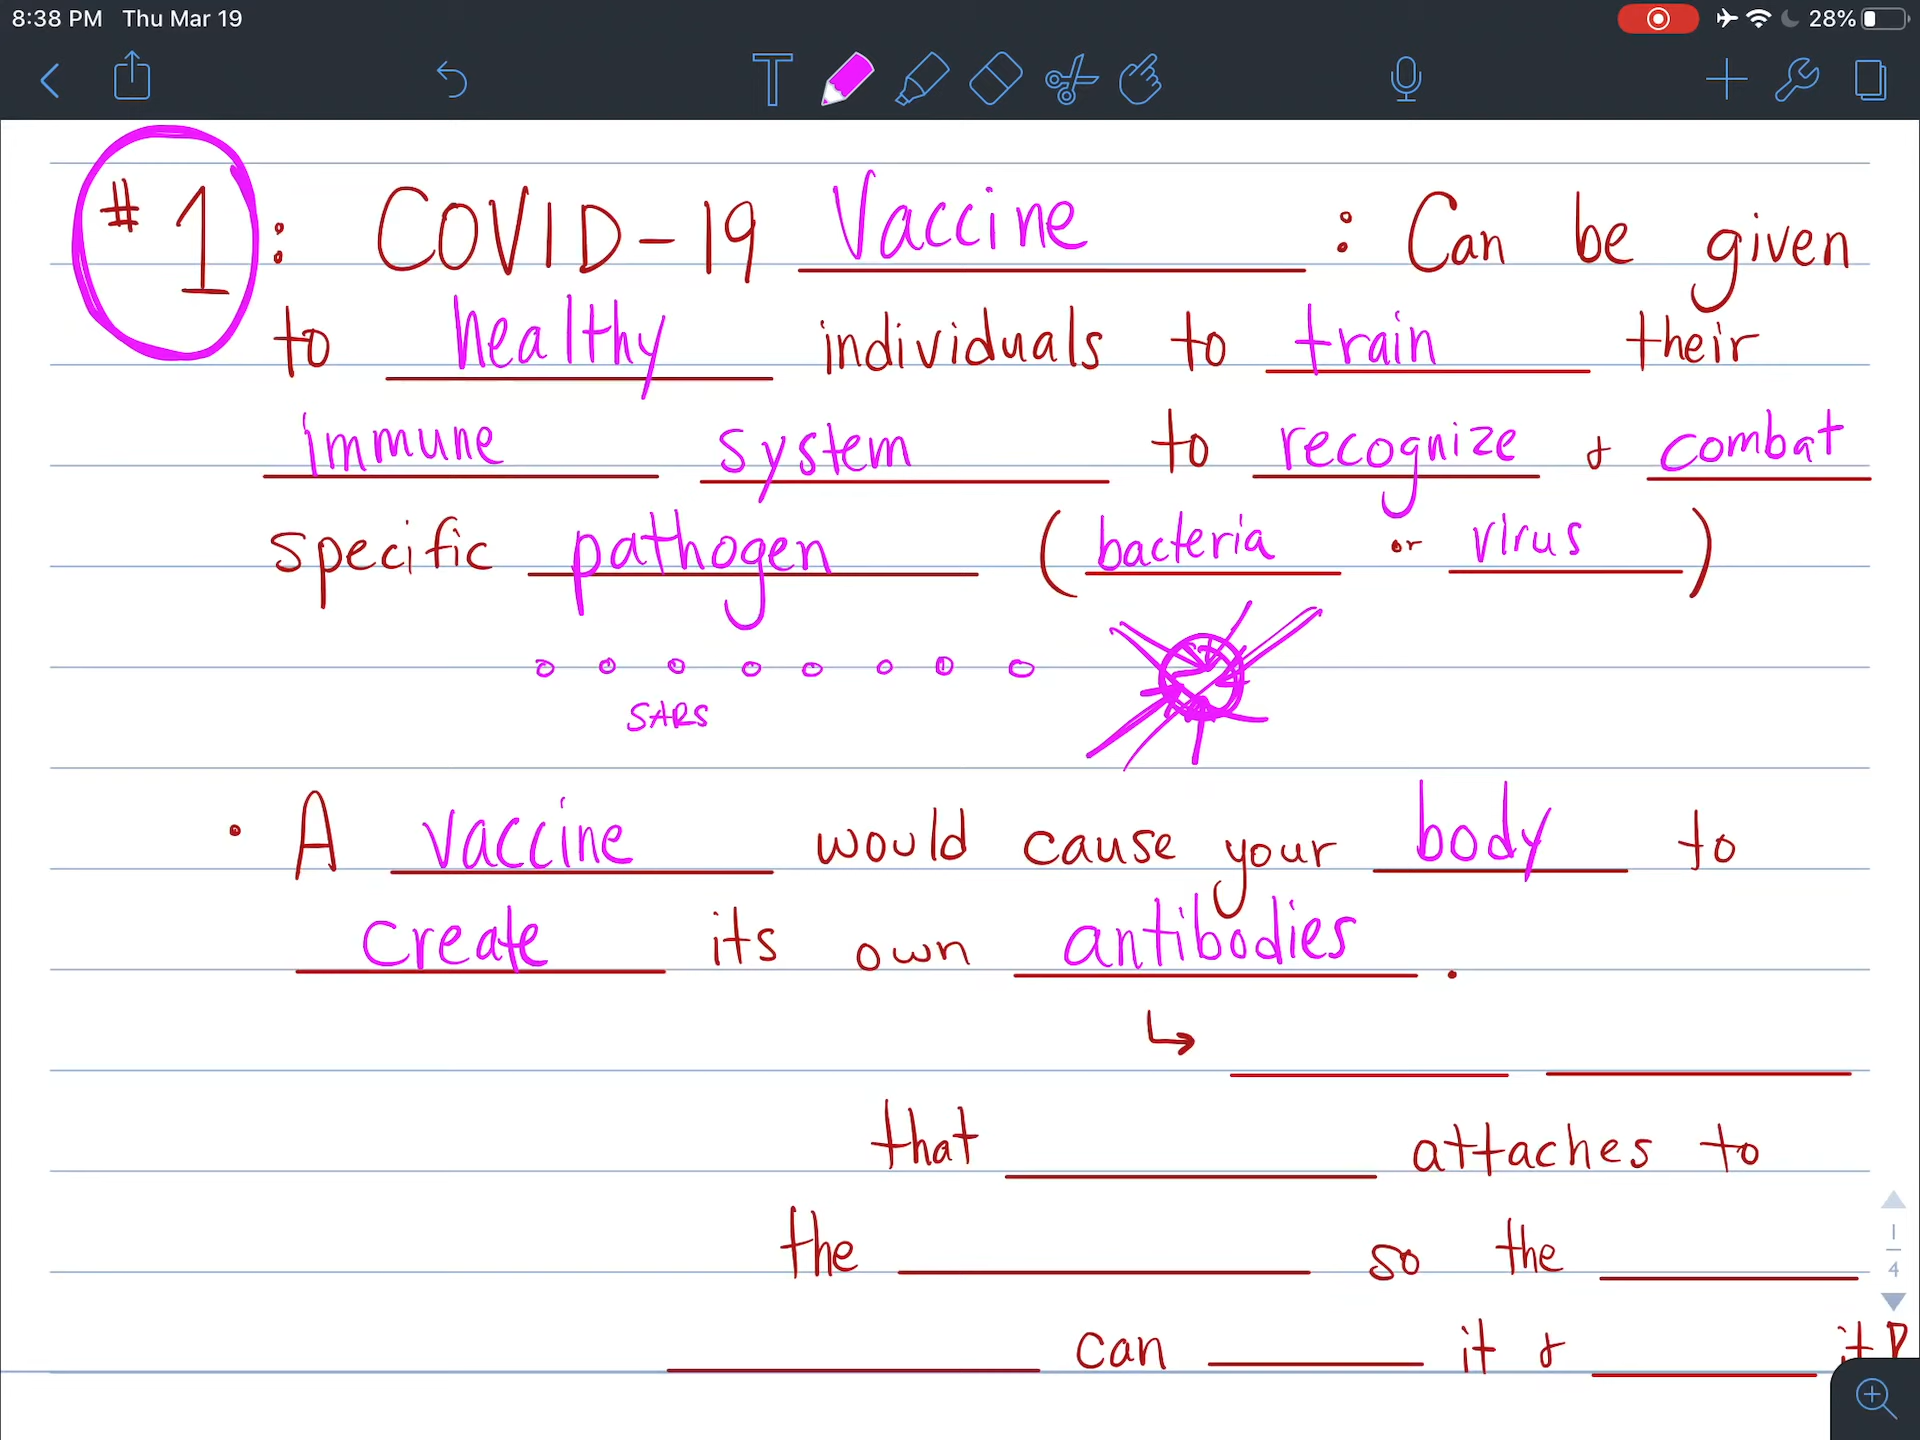 8:38 PM Thu Mar 19 28%
T
#1: COVID-19 Vaccine : Can be given
to healthy individuals to train their
immune system to recognize & combat
specific pathogen (bacteria or virus)
SARS
• A vaccine would cause your body to
create its own antibodies.
↳
that attaches to
the so the
can it & it
1
4